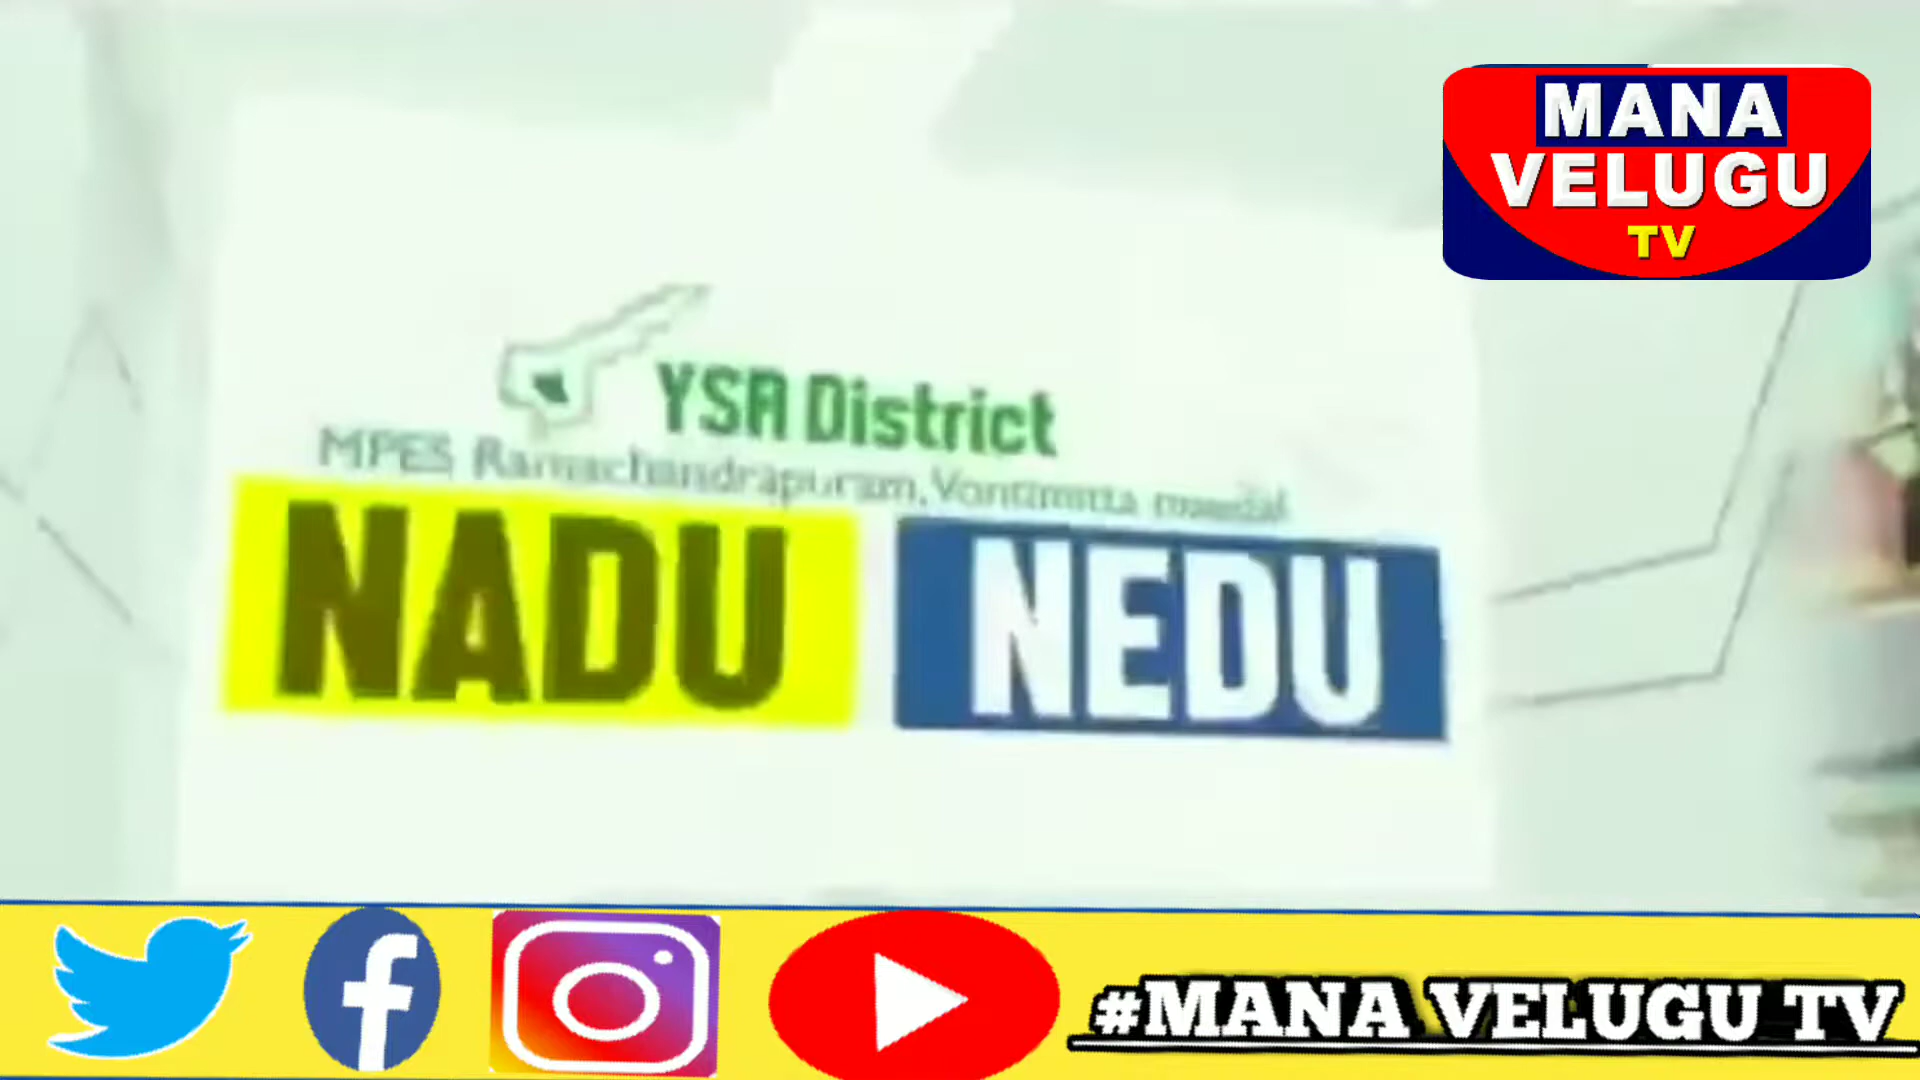 MANA
VELUGU
TV
YSR District
MPES Ramachandrapuram, Vontimitta mandal
NADU NEDU
#MANA VELUGU TV